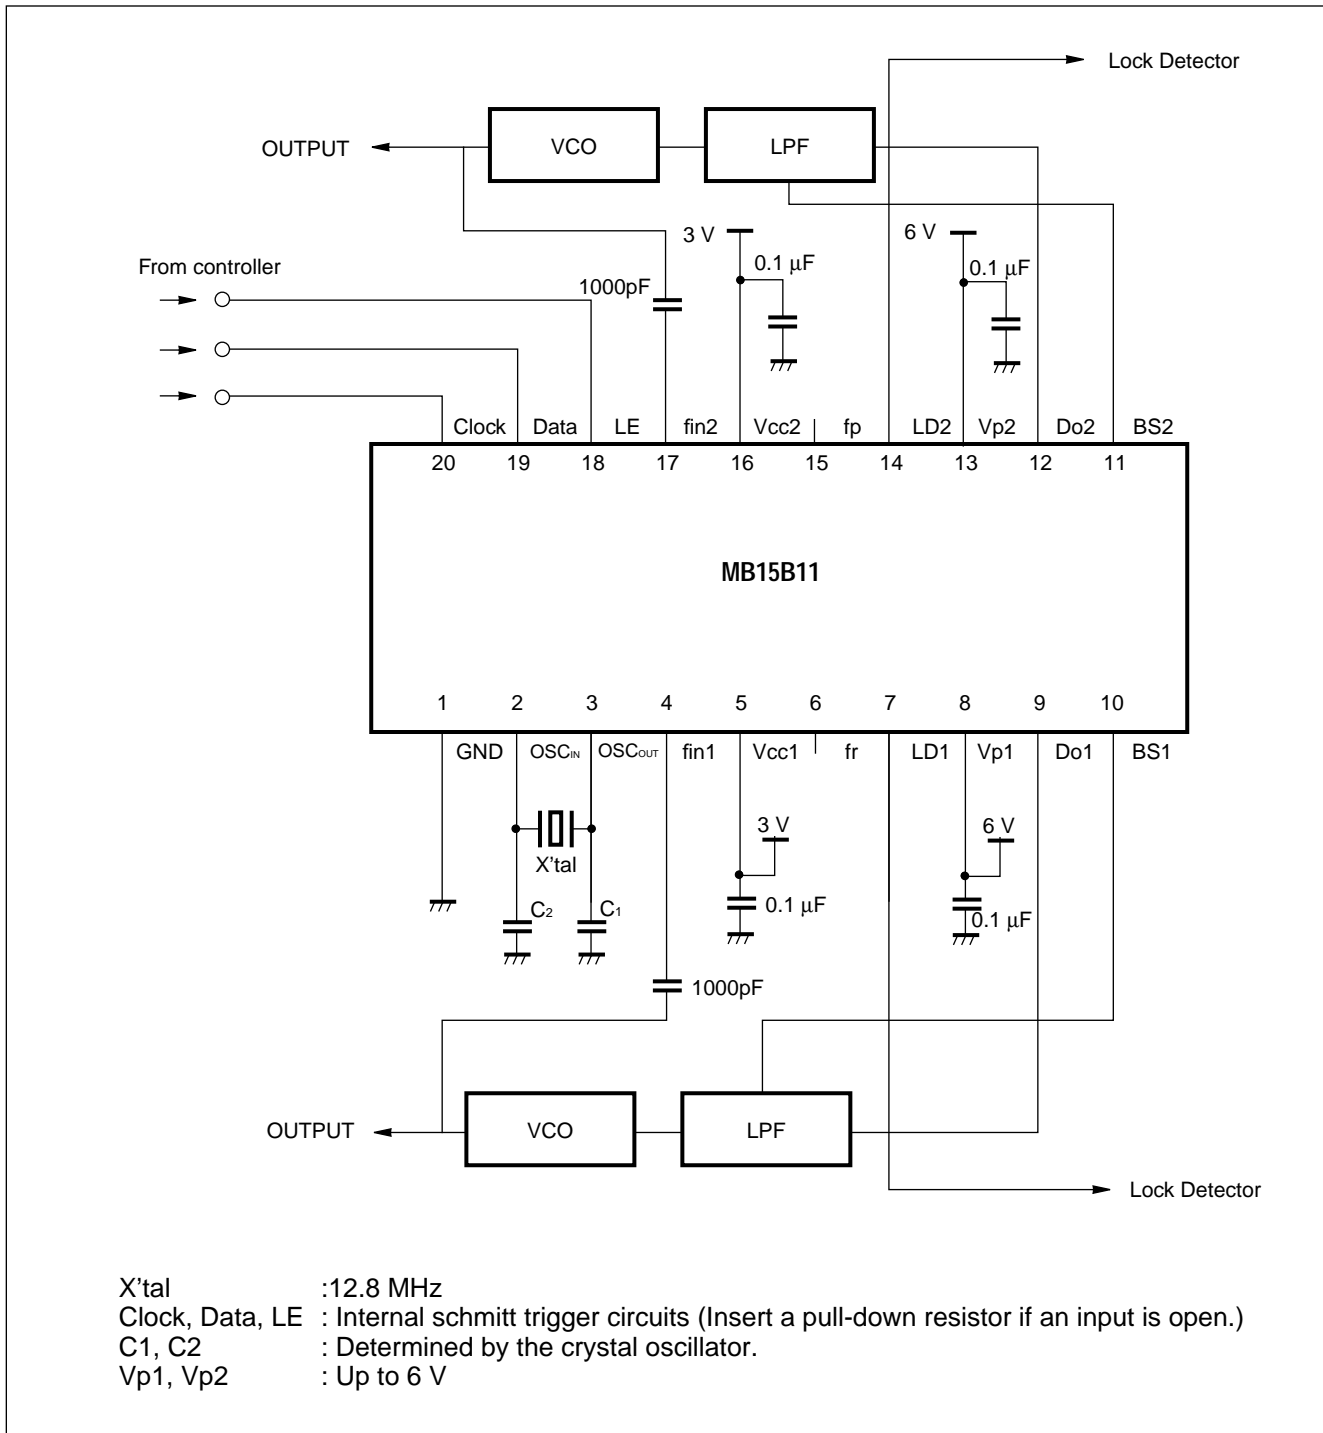 Lock Detector
OUTPUT
VCO
LPF
3 V
6 V
0.1 μF
0.1 μF
From controller
1000pF
Clock Data LE fin2 Vcc2 fp LD2 Vp2 Do2 BS2
20 19 18 17 16 15 14 13 12 11
MB15B11
1 2 3 4 5 6 7 8 9 10
GND OSCIN OSCOUT fin1 Vcc1 fr LD1 Vp1 Do1 BS1
3 V
6 V
X'tal
C2
C1
0.1 μF
0.1 μF
1000pF
OUTPUT
VCO
LPF
Lock Detector
X'tal :12.8 MHz
Clock, Data, LE : Internal schmitt trigger circuits (Insert a pull-down resistor if an input is open.)
C1, C2 : Determined by the crystal oscillator.
Vp1, Vp2 : Up to 6 V